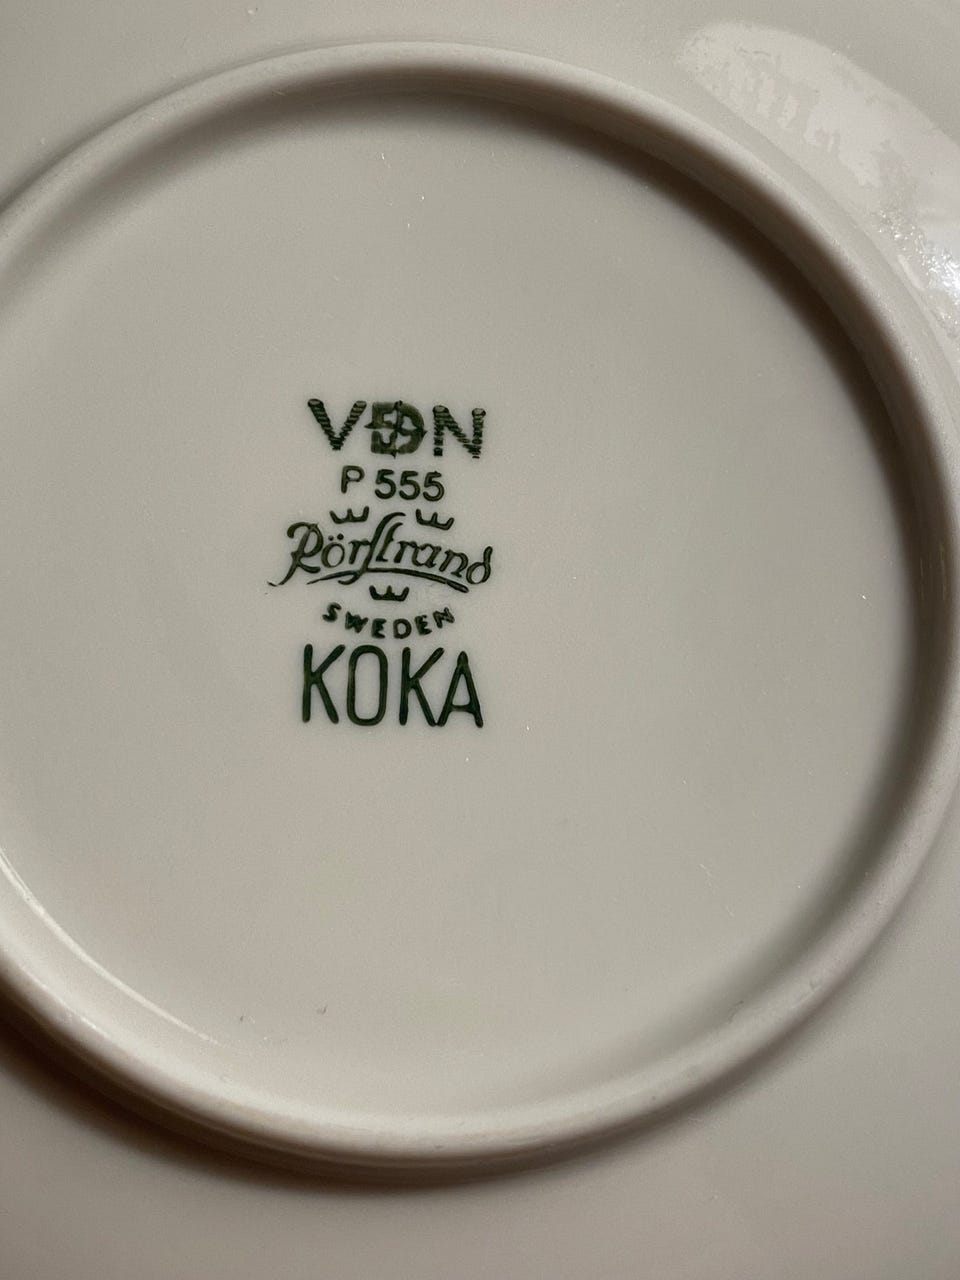 VDN
P 555
Rörstrand
SWEDEN
KOKA